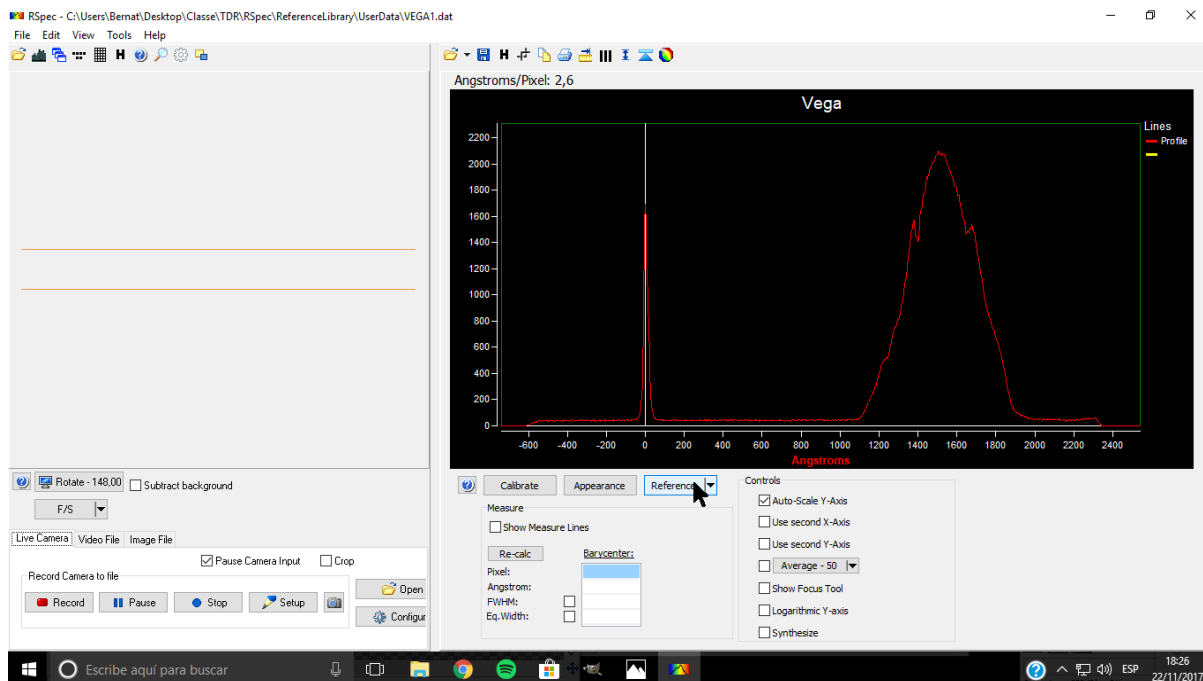 RSpec - C:\Users\Bernat\Desktop\Classe\TDR\RSpec\ReferenceLibrary\UserData\VEGA1.dat
File Edit View Tools Help
Angstroms/Pixel: 2,6
Vega
Lines
Profile
2200
2000
1800
1600
1400
1200
1000
800
600
400
200
0
-600 -400 -200 0 200 400 600 800 1000 1200 1400 1600 1800 2000 2200 2400
Angstroms
Rotate - 148,00
Subtract background
F/S
Live Camera Video File Image File
Pause Camera Input Crop
Record Camera to file
Record Pause Stop Setup
Open
Configur
Calibrate Appearance Reference
Measure
Show Measure Lines
Re-calc Barycenter:
Pixel:
Angstrom:
FWHM:
Eq.Width:
Controls
Auto-Scale Y-Axis
Use second X-Axis
Use second Y-Axis
Average - 50
Show Focus Tool
Logarithmic Y-axis
Synthesize
Escribe aquí para buscar
ESP
18:26
22/11/2017